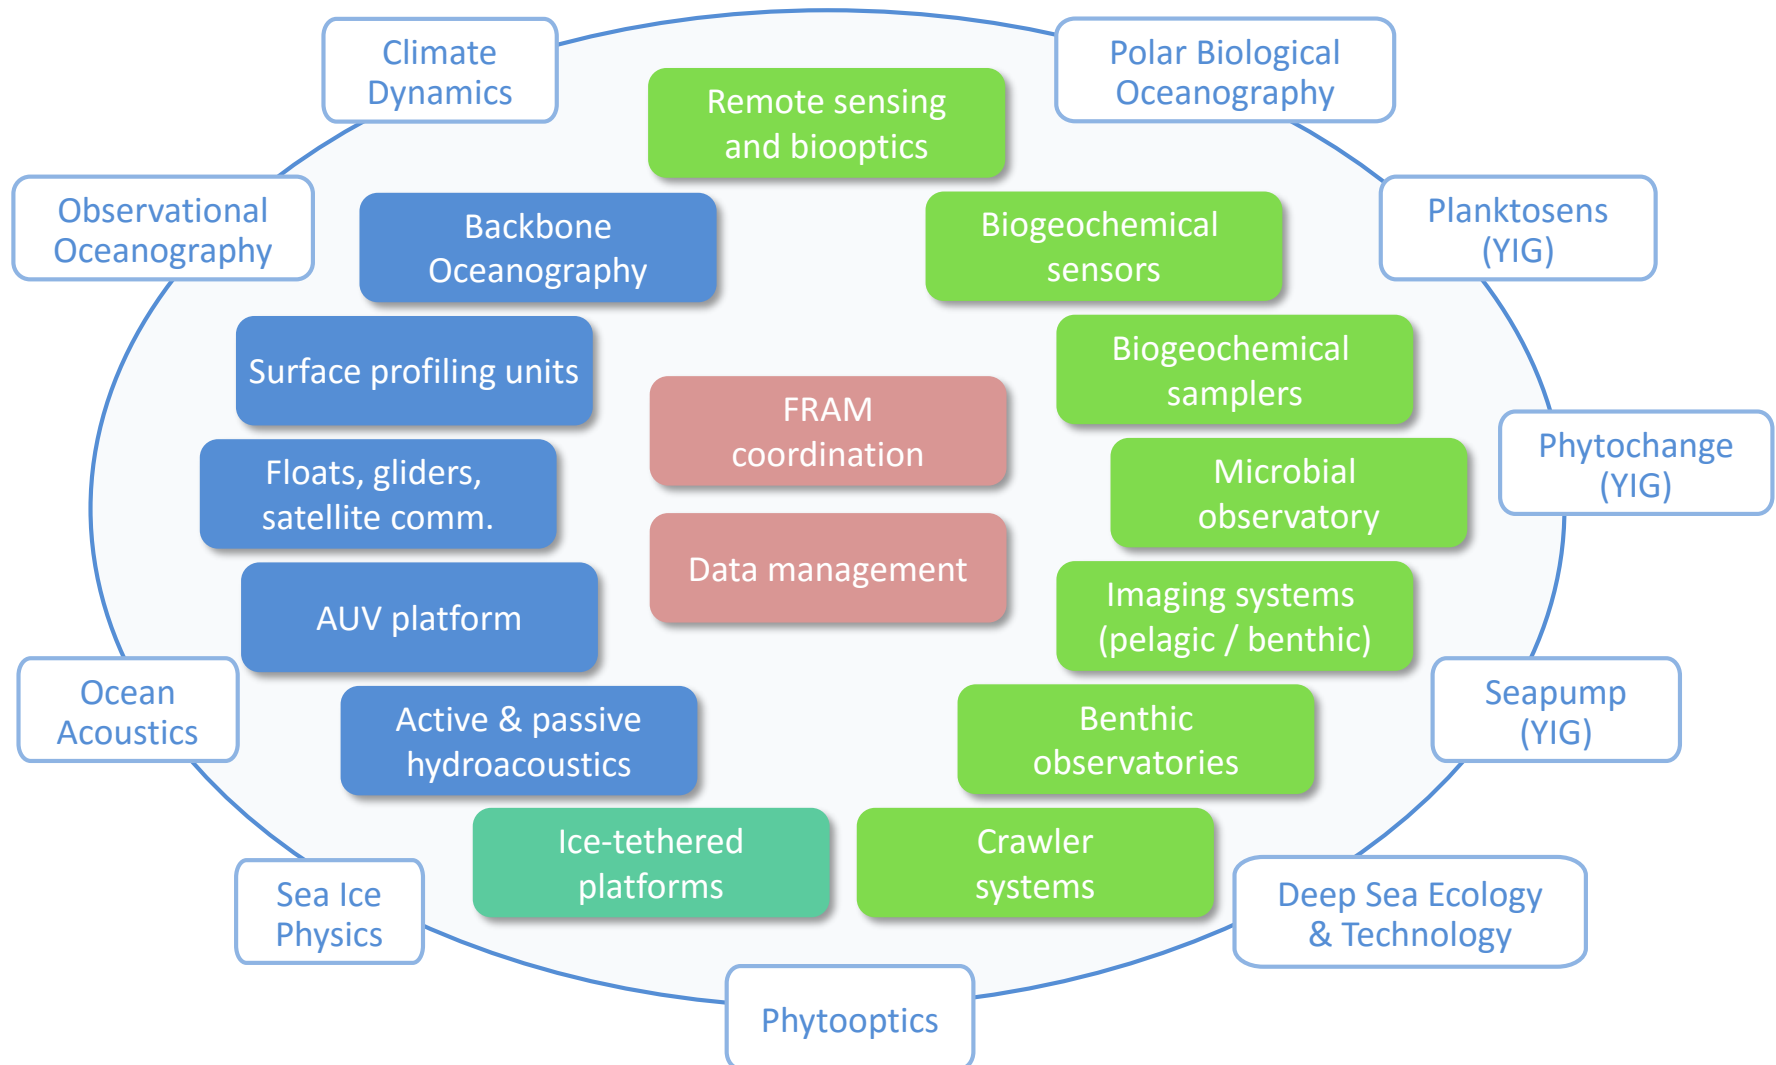 Climate
Dynamics
Polar Biological
Oceanography
Remote sensing
and biooptics
Observational
Oceanography
Backbone
Oceanography
Biogeochemical
sensors
Planktosens
(YIG)
Surface profiling units
Biogeochemical
samplers
FRAM
coordination
Floats, gliders,
satellite comm.
Microbial
observatory
Phytochange
(YIG)
Data management
AUV platform
Imaging systems
(pelagic / benthic)
Ocean
Acoustics
Active & passive
hydroacoustics
Benthic
observatories
Seapump
(YIG)
Ice-tethered
platforms
Crawler
systems
Sea Ice
Physics
Deep Sea Ecology
& Technology
Phytooptics